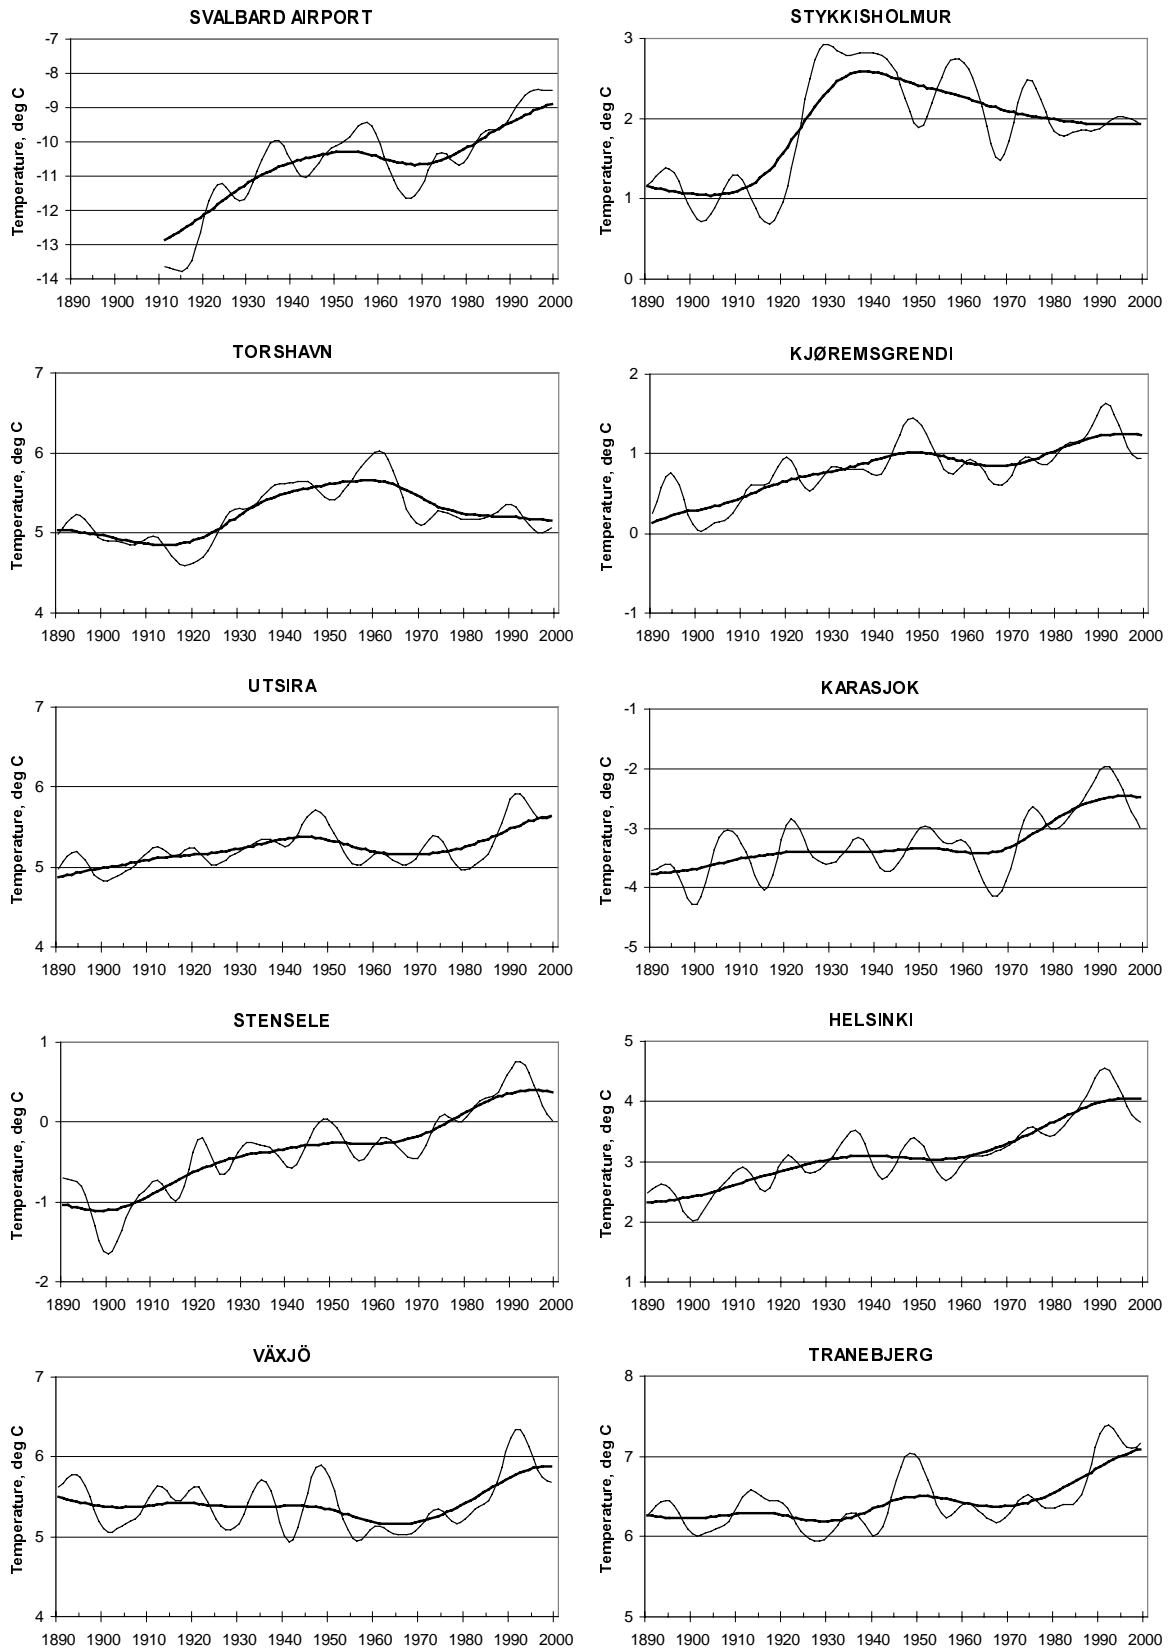 SVALBARD AIRPORT
Temperature, deg C
-7
-8
-9
-10
-11
-12
-13
-14
1890 1900 1910 1920 1930 1940 1950 1960 1970 1980 1990 2000
STYKKISHOLMUR
Temperature, deg C
3
2
1
0
1890 1900 1910 1920 1930 1940 1950 1960 1970 1980 1990 2000
TORSHAVN
Temperature, deg C
7
6
5
4
1890 1900 1910 1920 1930 1940 1950 1960 1970 1980 1990 2000
KJØREMSGRENDI
Temperature, deg C
2
1
0
-1
1890 1900 1910 1920 1930 1940 1950 1960 1970 1980 1990 2000
UTSIRA
Temperature, deg C
7
6
5
4
1890 1900 1910 1920 1930 1940 1950 1960 1970 1980 1990 2000
KARASJOK
Temperature, deg C
-1
-2
-3
-4
-5
1890 1900 1910 1920 1930 1940 1950 1960 1970 1980 1990 2000
STENSELE
Temperature, deg C
1
0
-1
-2
1890 1900 1910 1920 1930 1940 1950 1960 1970 1980 1990 2000
HELSINKI
Temperature, deg C
5
4
3
2
1
1890 1900 1910 1920 1930 1940 1950 1960 1970 1980 1990 2000
VÄXJÖ
Temperature, deg C
7
6
5
4
1890 1900 1910 1920 1930 1940 1950 1960 1970 1980 1990 2000
TRANEBJERG
Temperature, deg C
8
7
6
5
1890 1900 1910 1920 1930 1940 1950 1960 1970 1980 1990 2000